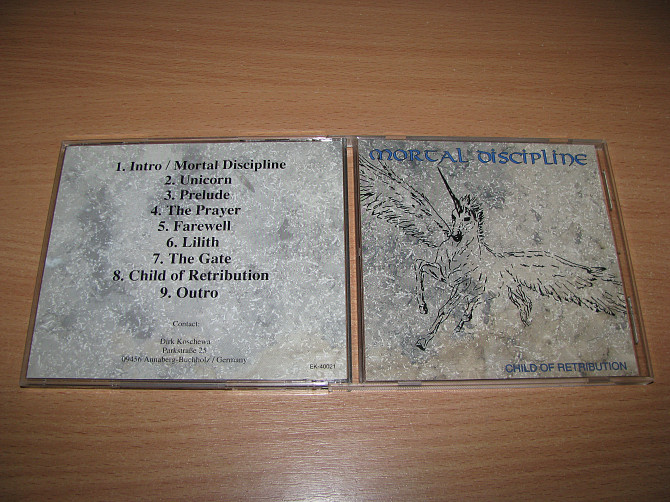 1. Intro / Mortal Discipline
2. Unicorn
3. Prelude
4. The Prayer
5. Farewell
6. Lilith
7. The Gate
8. Child of Retribution
9. Outro
Contact:
Dirk Koschewa
Parkstraße 25
09456 Annaberg-Buchholz / Germany
EK-40021
MORTAL DISCIPLINE
CHILD OF RETRIBUTION